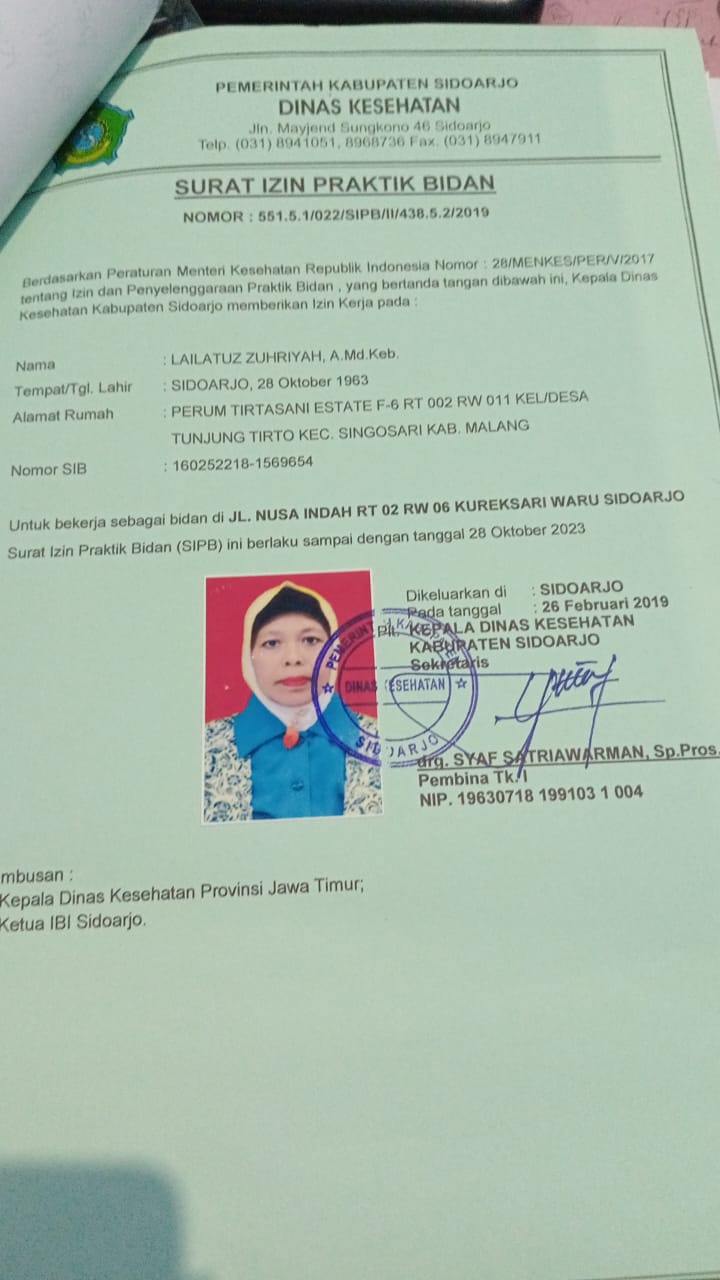 PEMERINTAH KABUPATEN SIDOARJO
DINAS KESEHATAN
Jln. Mayjend Sungkono 46 Sidoarjo
Telp. (031) 8941051, 8968736 Fax. (031) 8947911
SURAT IZIN PRAKTIK BIDAN
NOMOR : 551.5.1/022/SIPB/II/438.5.2/2019
Berdasarkan Peraturan Menteri Kesehatan Republik Indonesia Nomor : 28/MENKES/PER/V/2017
tentang Izin dan Penyelenggaraan Praktik Bidan , yang bertanda tangan dibawah ini, Kepala Dinas
Kesehatan Kabupaten Sidoarjo memberikan Izin Kerja pada :
Nama : LAILATUZ ZUHRIYAH, A.Md.Keb.
Tempat/Tgl. Lahir : SIDOARJO, 28 Oktober 1963
Alamat Rumah : PERUM TIRTASANI ESTATE F-6 RT 002 RW 011 KEL/DESA
TUNJUNG TIRTO KEC. SINGOSARI KAB. MALANG
Nomor SIB : 160252218-1569654
Untuk bekerja sebagai bidan di JL. NUSA INDAH RT 02 RW 06 KUREKSARI WARU SIDOARJO
Surat Izin Praktik Bidan (SIPB) ini berlaku sampai dengan tanggal 28 Oktober 2023
Dikeluarkan di : SIDOARJO
Pada tanggal : 26 Februari 2019
Plt. KEPALA DINAS KESEHATAN
KABUPATEN SIDOARJO
Sekretaris
DINAS KESEHATAN
SIDOARJO
drg. SYAF SATRIAWARMAN, Sp.Pros.
Pembina Tk. I
NIP. 19630718 199103 1 004
mbusan :
Kepala Dinas Kesehatan Provinsi Jawa Timur;
Ketua IBI Sidoarjo.